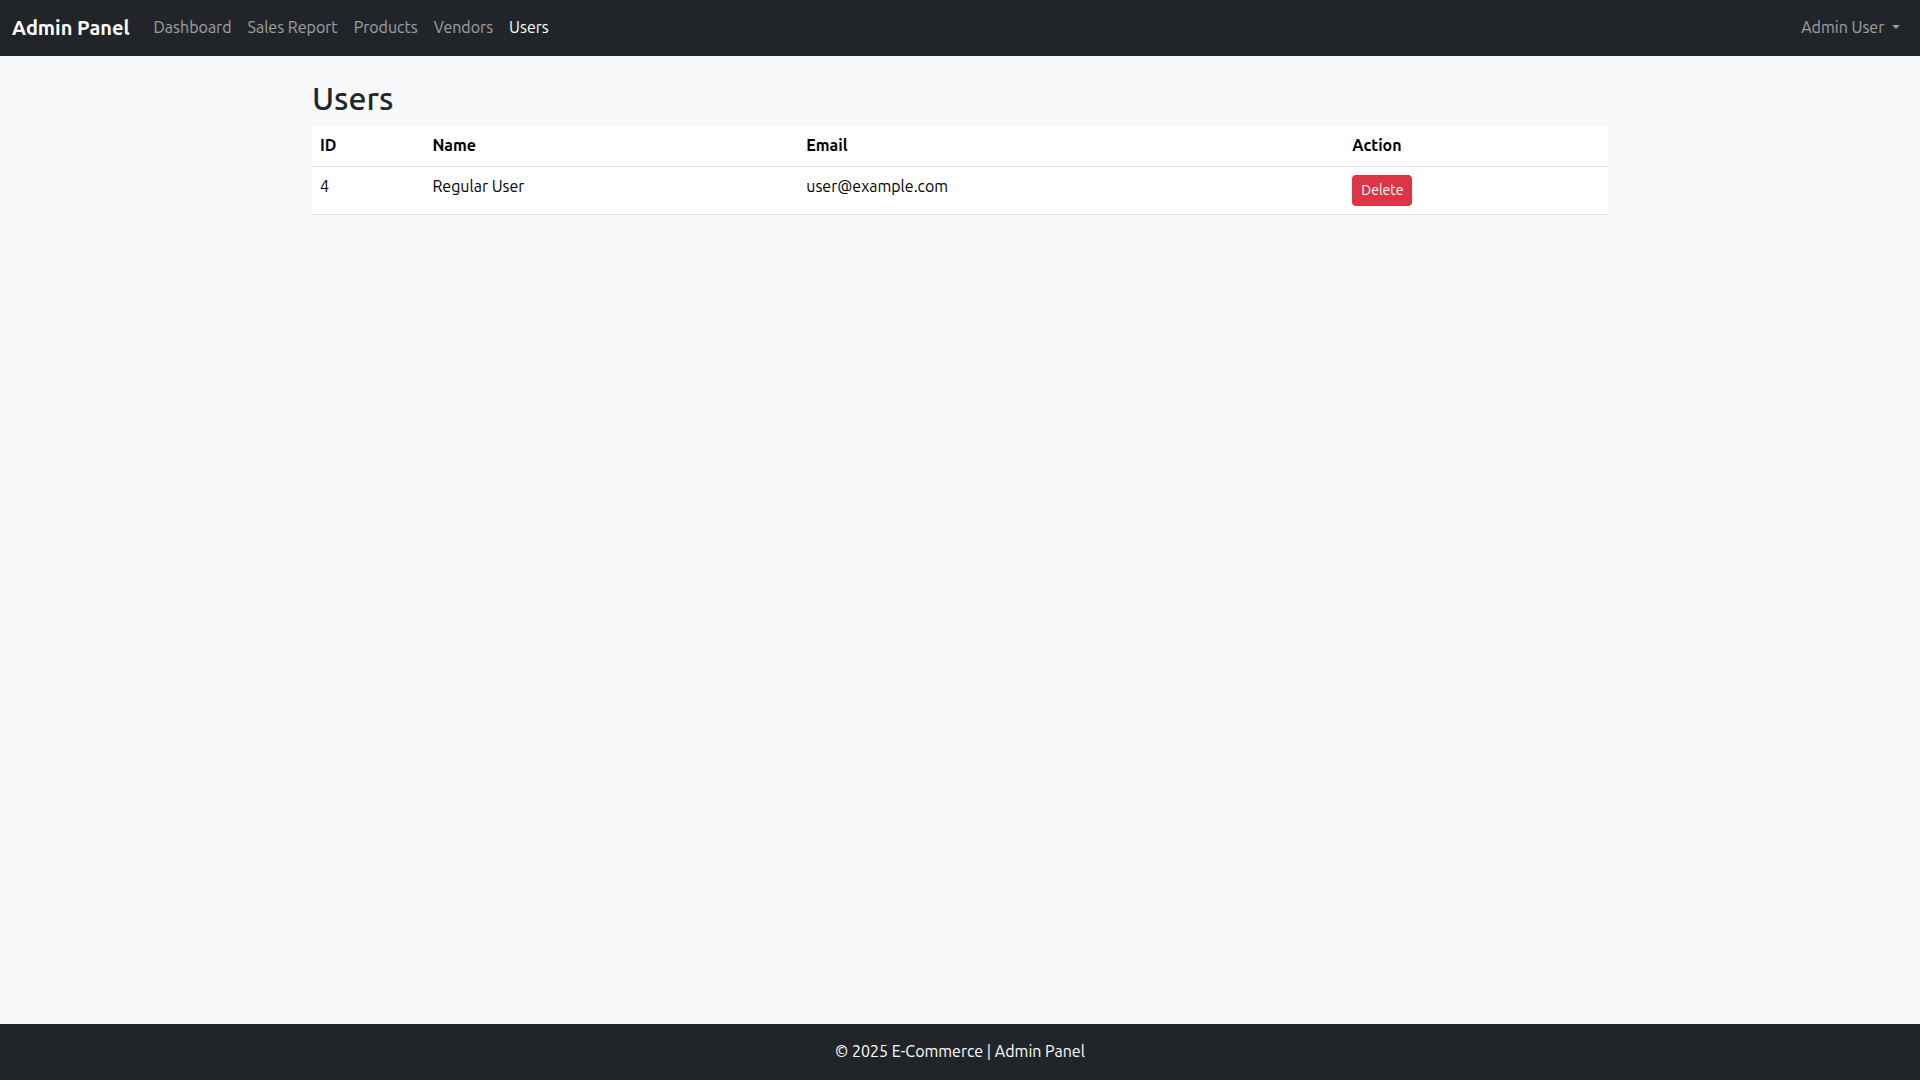 Admin Panel Dashboard Sales Report Products Vendors Users Admin User
Users
ID Name Email Action
4 Regular User user@example.com Delete
© 2025 E-Commerce | Admin Panel